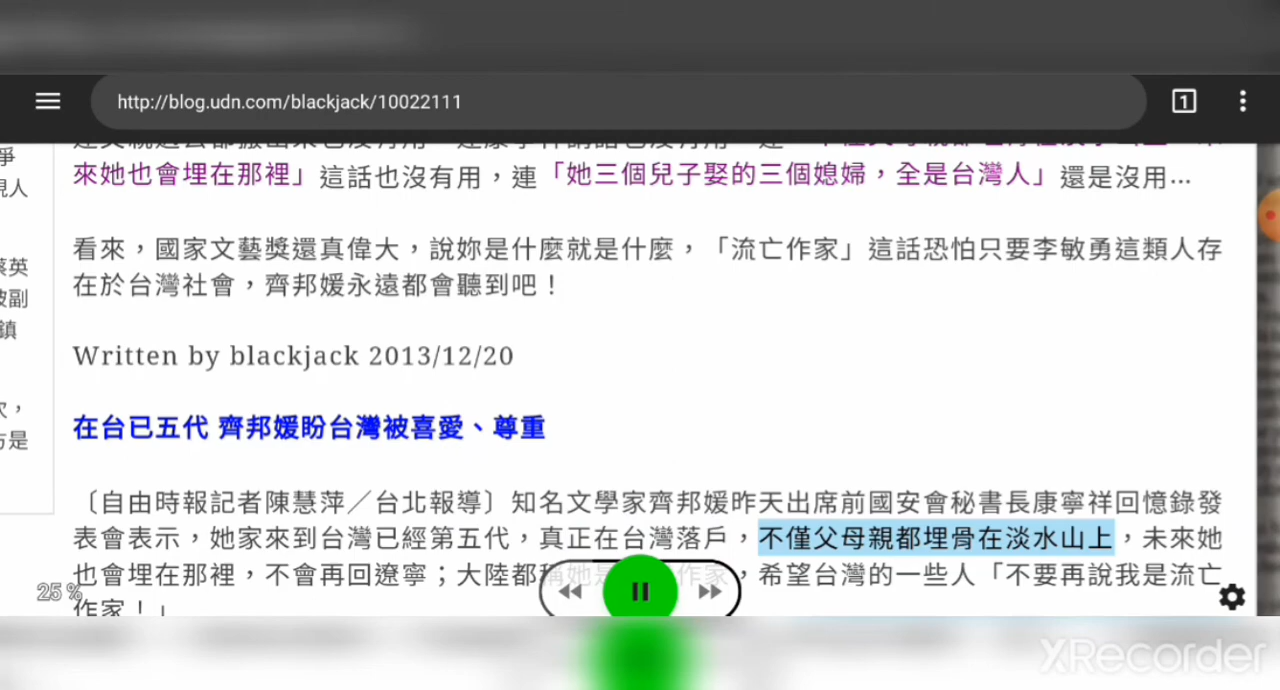 http://blog.udn.com/blackjack/10022111
1
爭
現人
來她也會埋在那裡」這話也沒有用，連「她三個兒子娶的三個媳婦，全是台灣人」還是沒用...
看來，國家文藝獎還真偉大，說妳是什麼就是什麼，「流亡作家」這話恐怕只要李敏勇這類人存
蔡英
在於台灣社會，齊邦媛永遠都會聽到吧！
被副
鎮
Written by blackjack 2013/12/20
次，
在台已五代 齊邦媛盼台灣被喜愛、尊重
方是
〔自由時報記者陳慧萍／台北報導〕知名文學家齊邦媛昨天出席前國安會秘書長康寧祥回憶錄發
表會表示，她家來到台灣已經第五代，真正在台灣落戶，不僅父母親都埋骨在淡水山上，未來她
也會埋在那裡，不會再回遼寧；大陸都稱她是作家，希望台灣的一些人「不要再說我是流亡
25 %
作家！」
XRecorder